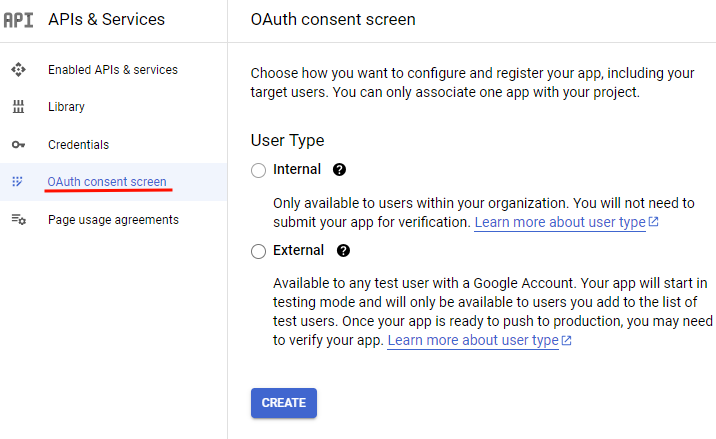 API APIs & Services
Enabled APIs & services
Library
Credentials
OAuth consent screen
Page usage agreements
OAuth consent screen
Choose how you want to configure and register your app, including your
target users. You can only associate one app with your project.
User Type
Internal ?
Only available to users within your organization. You will not need to
submit your app for verification. Learn more about user type
External ?
Available to any test user with a Google Account. Your app will start in
testing mode and will only be available to users you add to the list of
test users. Once your app is ready to push to production, you may need
to verify your app. Learn more about user type
CREATE